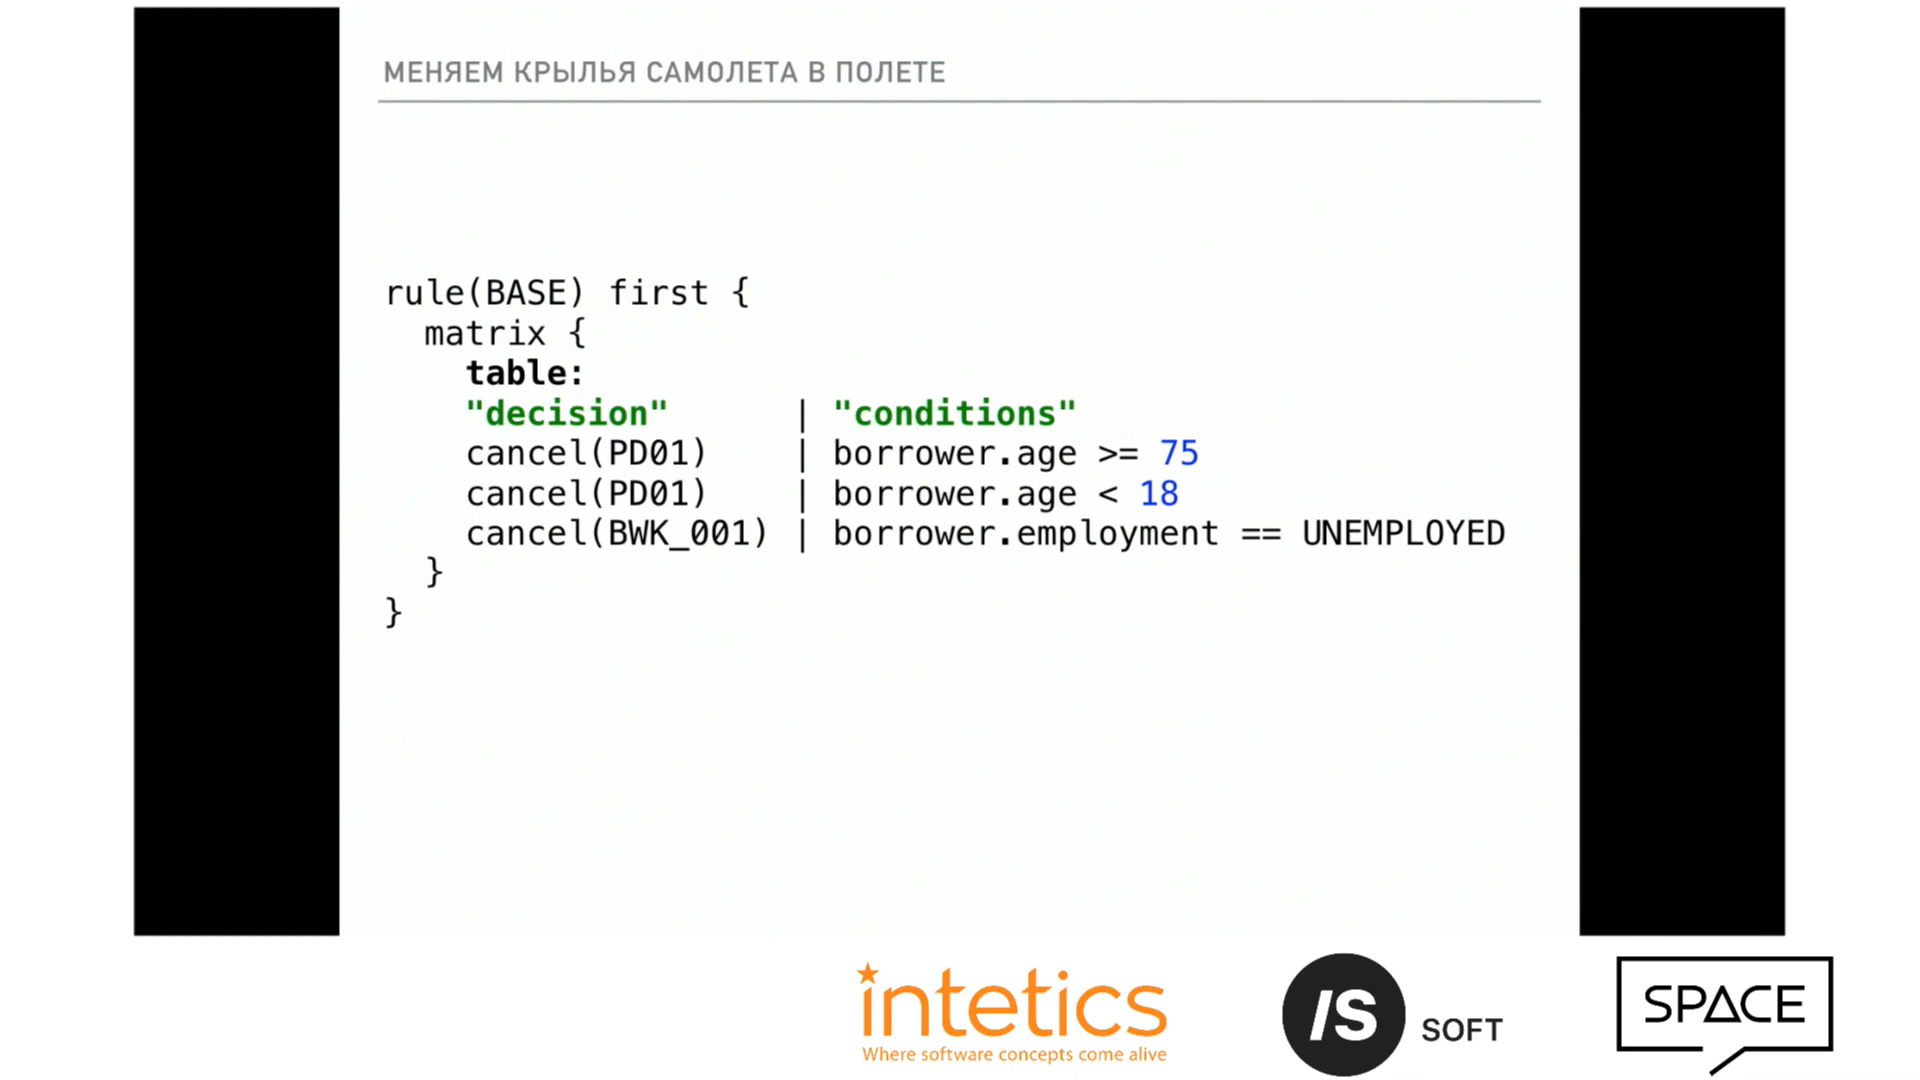 МЕНЯЕМ КРЫЛЬЯ САМОЛЕТА В ПОЛЕТЕ
rule(BASE) first {
matrix {
table:
"decision" | "conditions"
cancel(PD01) | borrower.age >= 75
cancel(PD01) | borrower.age < 18
cancel(BWK_001) | borrower.employment == UNEMPLOYED
}
}
intetics
Where software concepts come alive
/S SOFT
SPACE